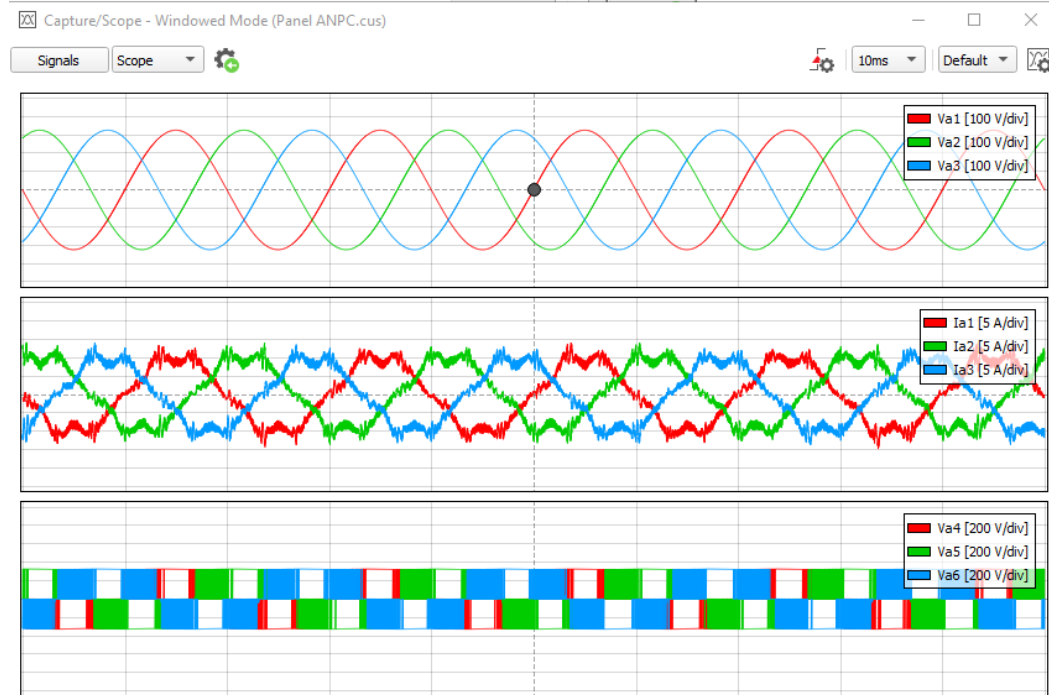 Capture/Scope - Windowed Mode (Panel ANPC.cus)
Signals Scope 10ms Default
Va1 [100 V/div]
Va2 [100 V/div]
Va3 [100 V/div]
Ia1 [5 A/div]
Ia2 [5 A/div]
Ia3 [5 A/div]
Va4 [200 V/div]
Va5 [200 V/div]
Va6 [200 V/div]